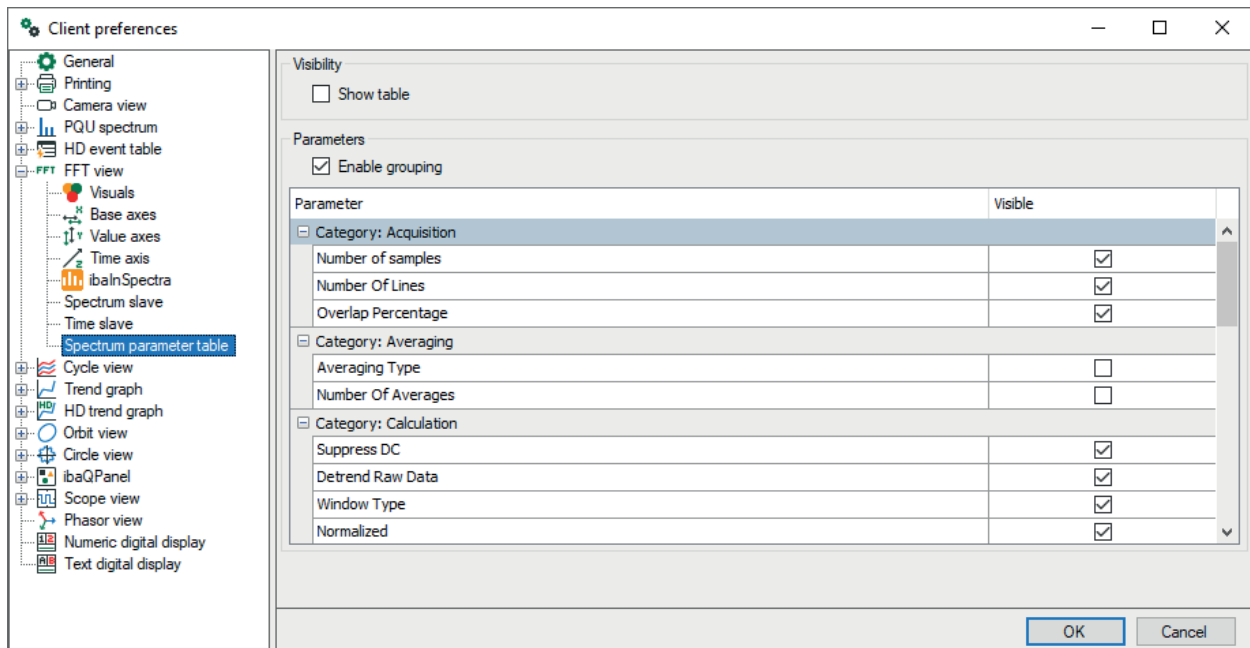 Client preferences
General
Printing
Camera view
PQU spectrum
HD event table
FFT FFT view
Visuals
X Base axes
Y Value axes
Z Time axis
ibaInSpectra
Spectrum slave
Time slave
Spectrum parameter table
Cycle view
Trend graph
HD HD trend graph
Orbit view
Circle view
ibaQPanel
Scope view
Phasor view
12 Numeric digital display
AB Text digital display
Visibility
Show table
Parameters
Enable grouping
Parameter Visible
Category: Acquisition
Number of samples
Number Of Lines
Overlap Percentage
Category: Averaging
Averaging Type
Number Of Averages
Category: Calculation
Suppress DC
Detrend Raw Data
Window Type
Normalized
OK Cancel